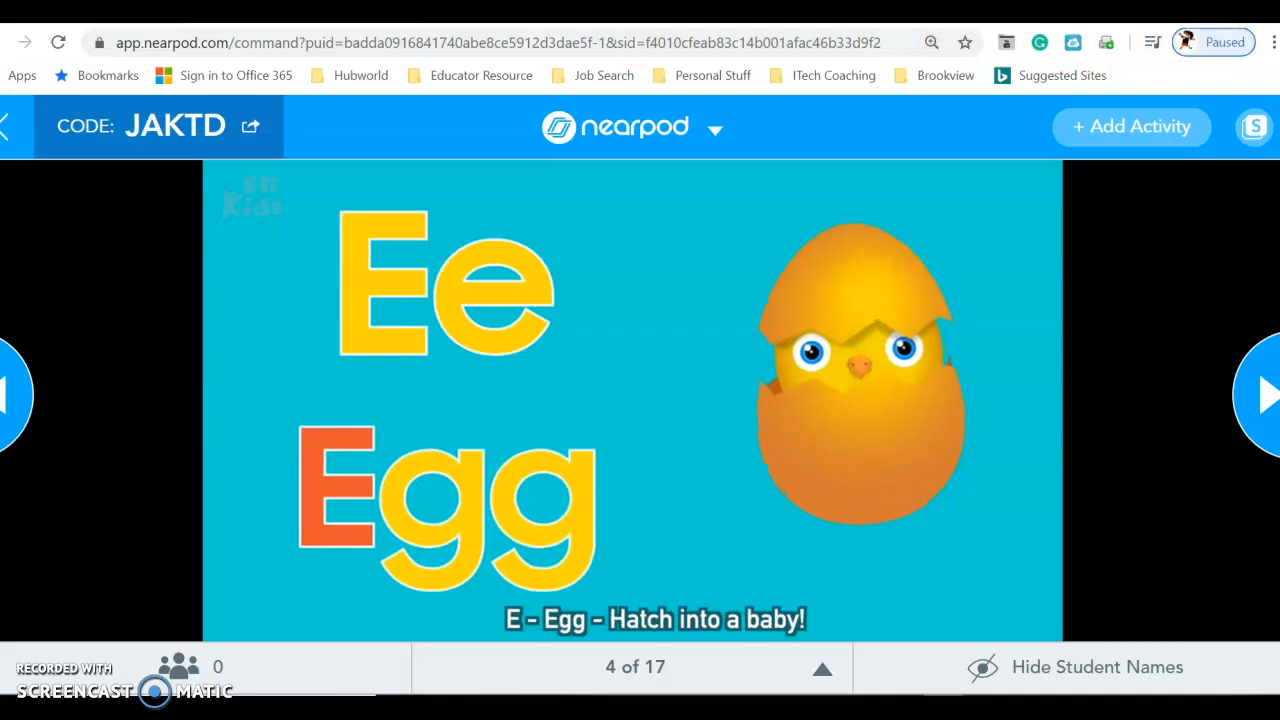 app.nearpod.com/command?puid=badda0916841740abe8ce5912d3dae5f-1&sid=f4010cfeab83c14b001afac46b33d9f2
Paused
Apps Bookmarks Sign in to Office 365 Hubworld Educator Resource Job Search Personal Stuff ITech Coaching Brookview Suggested Sites
CODE: JAKTD nearpod + Add Activity S
Eli
Kids
Ee
Egg
E - Egg - Hatch into a baby!
0 4 of 17 Hide Student Names
RECORDED WITH
SCREENCAST MATIC